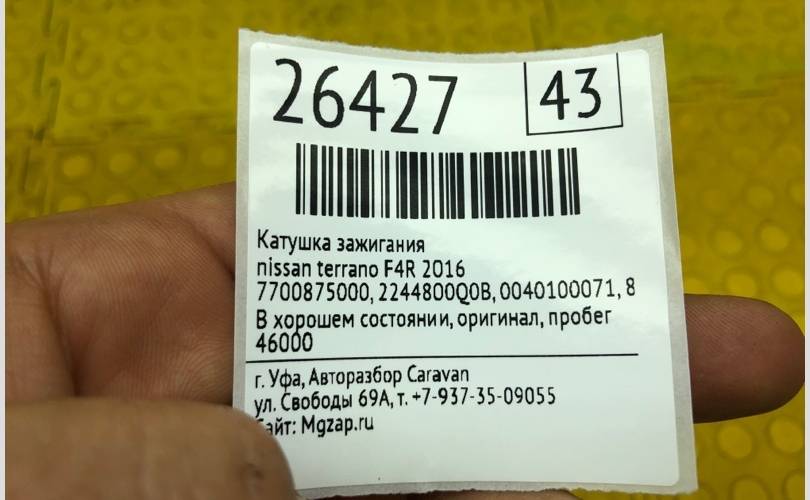 26427
43
Катушка зажигания
nissan terrano F4R 2016
7700875000, 2244800Q0B, 0040100071, 8
В хорошем состоянии, оригинал, пробег
46000
г. Уфа, Авторазбор Caravan
ул. Свободы 69А, т. +7-937-35-09055
айт: Mgzap.ru